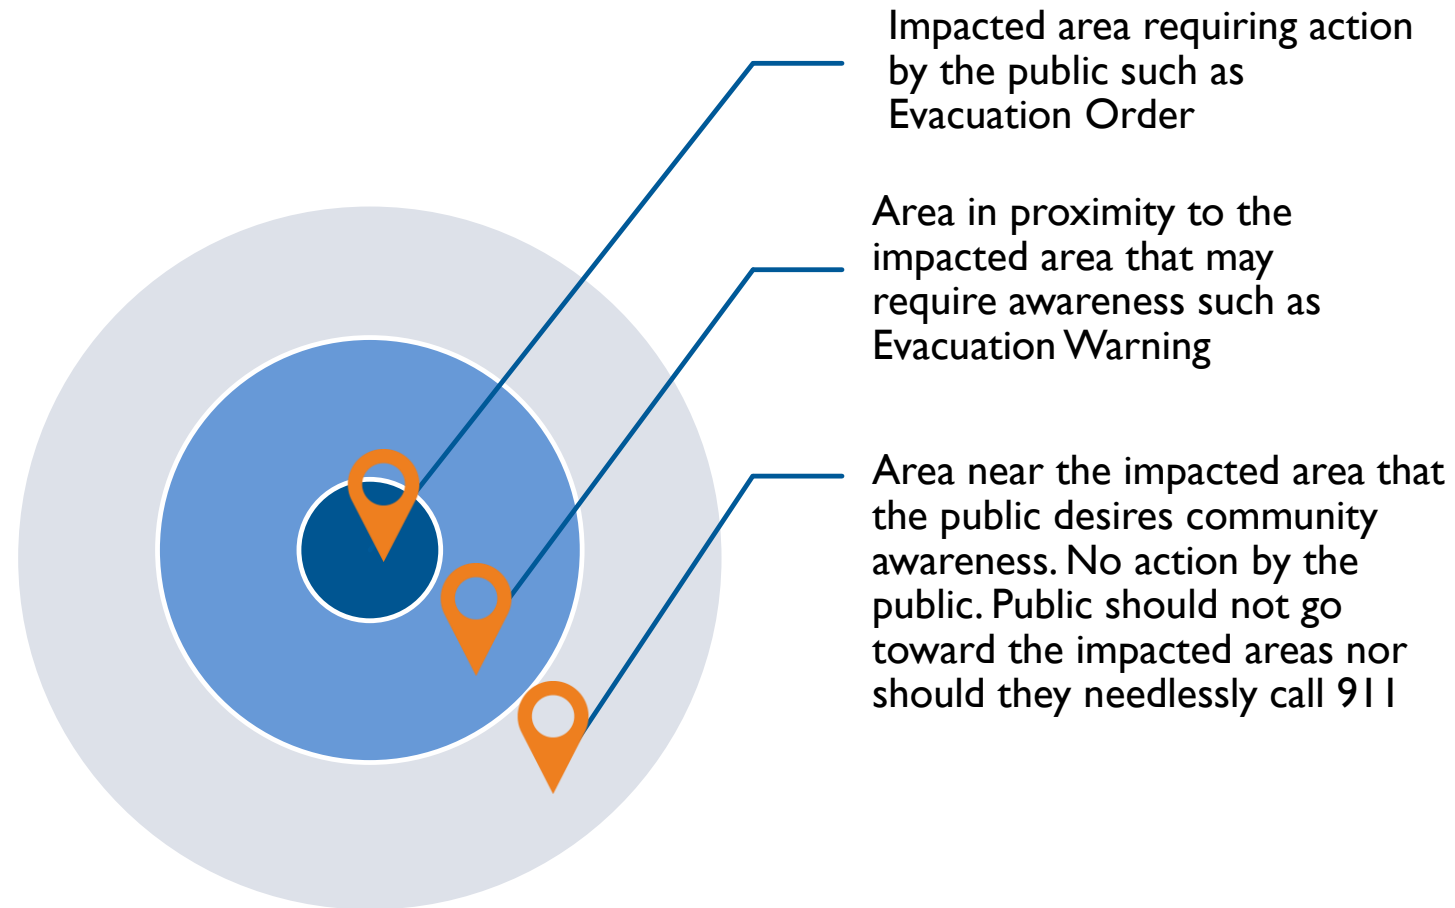 Impacted area requiring action
by the public such as
Evacuation Order
Area in proximity to the
impacted area that may
require awareness such as
Evacuation Warning
Area near the impacted area that
the public desires community
awareness. No action by the
public. Public should not go
toward the impacted areas nor
should they needlessly call 911